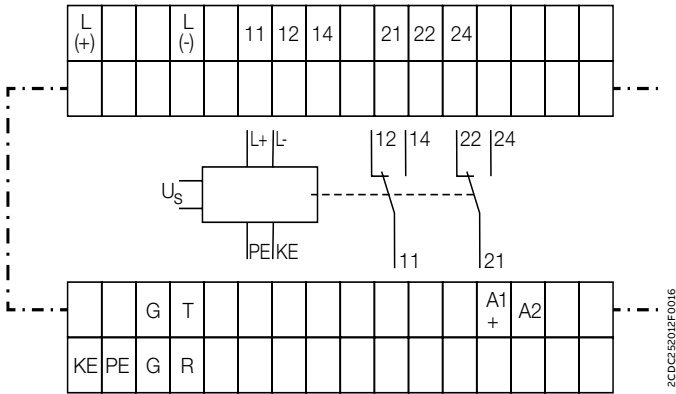 L (+) L (-) 11 12 14 21 22 24
L+ L- 12 14 22 24
Us
PE KE 11 21
G T A1 + A2
KE PE G R
2CDC252012F0016